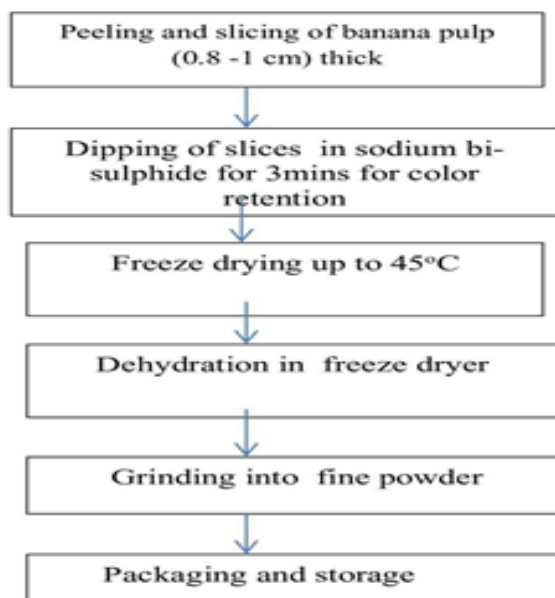 Peeling and slicing of banana pulp
(0.8 -1 cm) thick
Dipping of slices in sodium bi-
sulphide for 3mins for color
retention
Freeze drying up to 45°C
Dehydration in freeze dryer
Grinding into fine powder
Packaging and storage